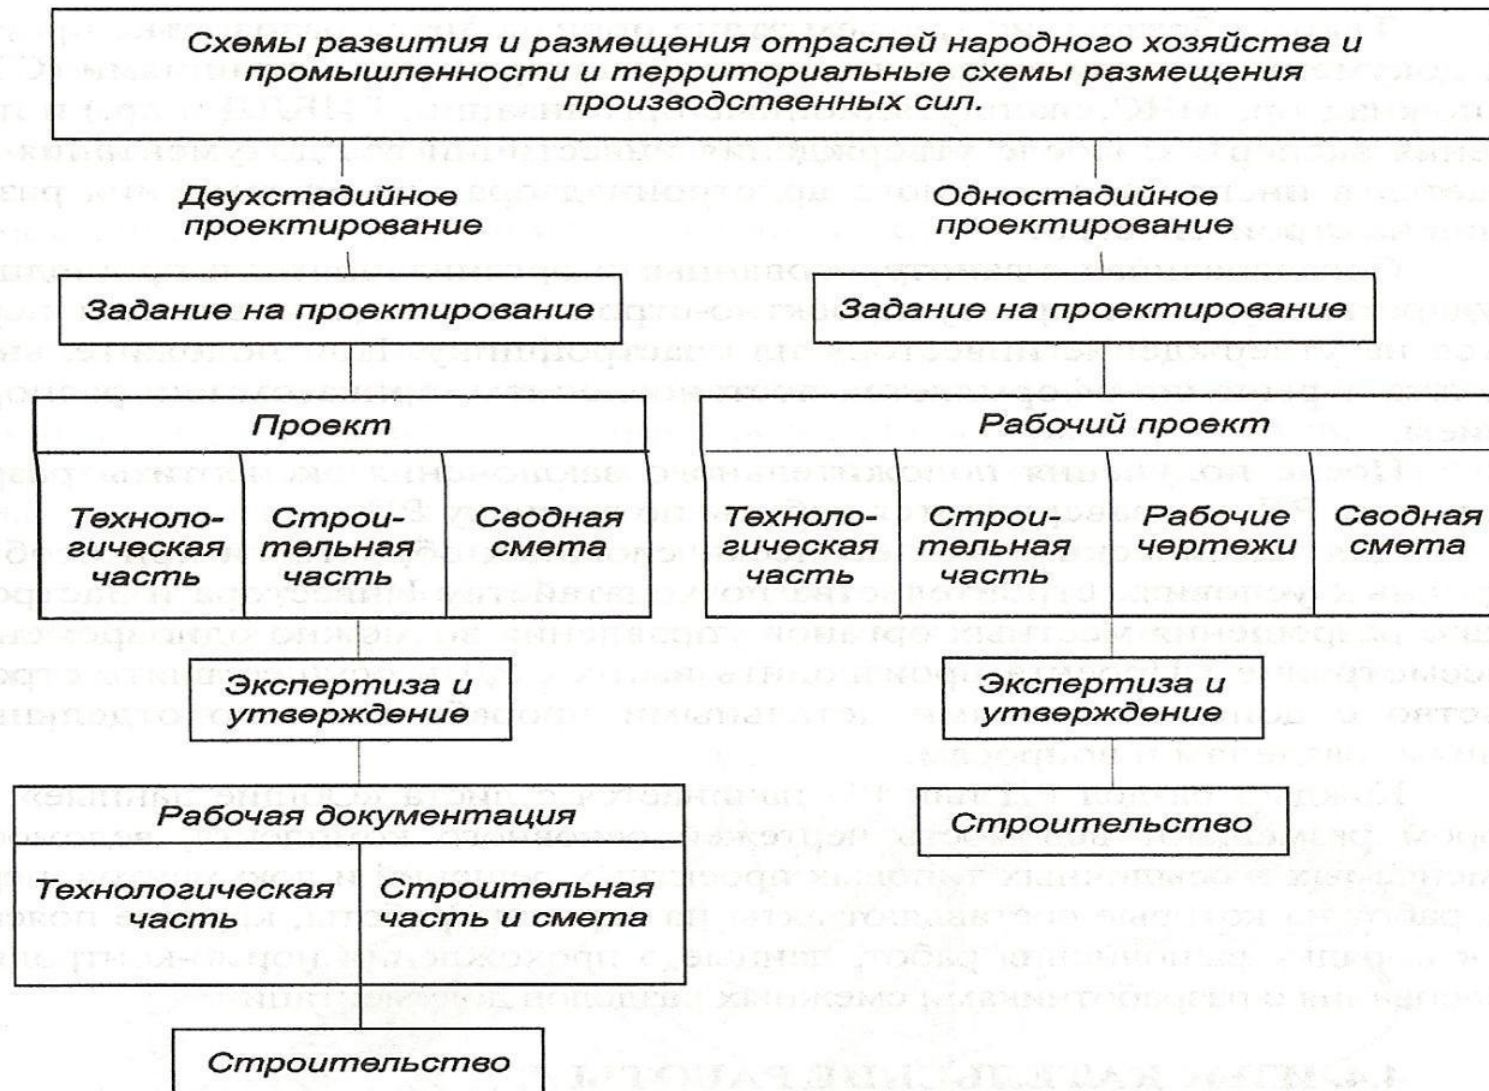 Схемы развития и размещения отраслей народного хозяйства и
промышленности и территориальные схемы размещения
производственных сил.
Двухстадийное
проектирование
Задание на проектирование
Проект
Техноло-
гическая
часть
Строи-
тельная
часть
Сводная
смета
Экспертиза и
утверждение
Рабочая документация
Технологическая
часть
Строительная
часть и смета
Строительство
Одностадийное
проектирование
Задание на проектирование
Рабочий проект
Техноло-
гическая
часть
Строи-
тельная
часть
Рабочие
чертежи
Сводная
смета
Экспертиза и
утверждение
Строительство